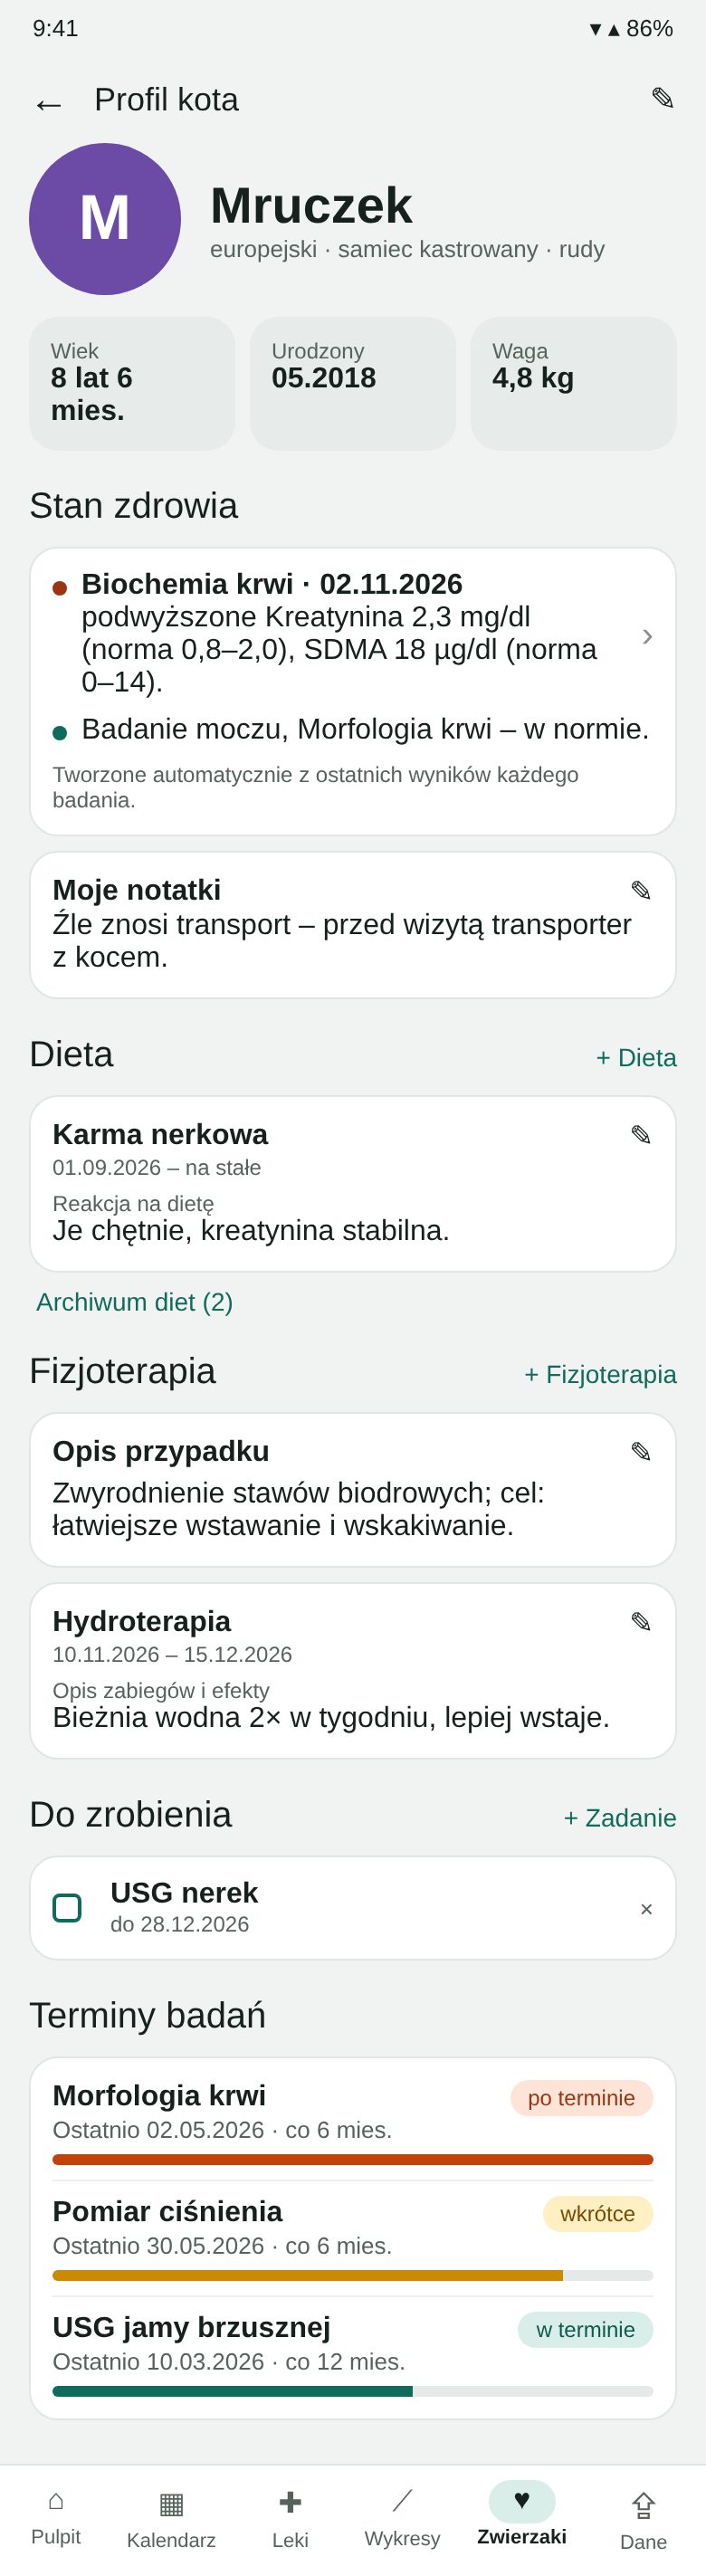 9:41
▾ ▴ 86%
← Profil kota ✎
M
Mruczek
europejski · samiec kastrowany · rudy
Wiek
8 lat 6
mies.
Urodzony
05.2018
Waga
4,8 kg
Stan zdrowia
Biochemia krwi · 02.11.2026
podwyższone Kreatynina 2,3 mg/dl
(norma 0,8–2,0), SDMA 18 µg/dl (norma
0–14).
›
Badanie moczu, Morfologia krwi – w normie.
Tworzone automatycznie z ostatnich wyników każdego
badania.
Moje notatki ✎
Źle znosi transport – przed wizytą transporter
z kocem.
Dieta
+ Dieta
Karma nerkowa ✎
01.09.2026 – na stałe
Reakcja na dietę
Je chętnie, kreatynina stabilna.
Archiwum diet (2)
Fizjoterapia
+ Fizjoterapia
Opis przypadku ✎
Zwyrodnienie stawów biodrowych; cel:
łatwiejsze wstawanie i wskakiwanie.
Hydroterapia ✎
10.11.2026 – 15.12.2026
Opis zabiegów i efekty
Bieżnia wodna 2× w tygodniu, lepiej wstaje.
Do zrobienia
+ Zadanie
USG nerek
do 28.12.2026
×
Terminy badań
Morfologia krwi
po terminie
Ostatnio 02.05.2026 · co 6 mies.
Pomiar ciśnienia
wkrótce
Ostatnio 30.05.2026 · co 6 mies.
USG jamy brzusznej
w terminie
Ostatnio 10.03.2026 · co 12 mies.
Pulpit
Kalendarz
Leki
Wykresy
Zwierzaki
Dane